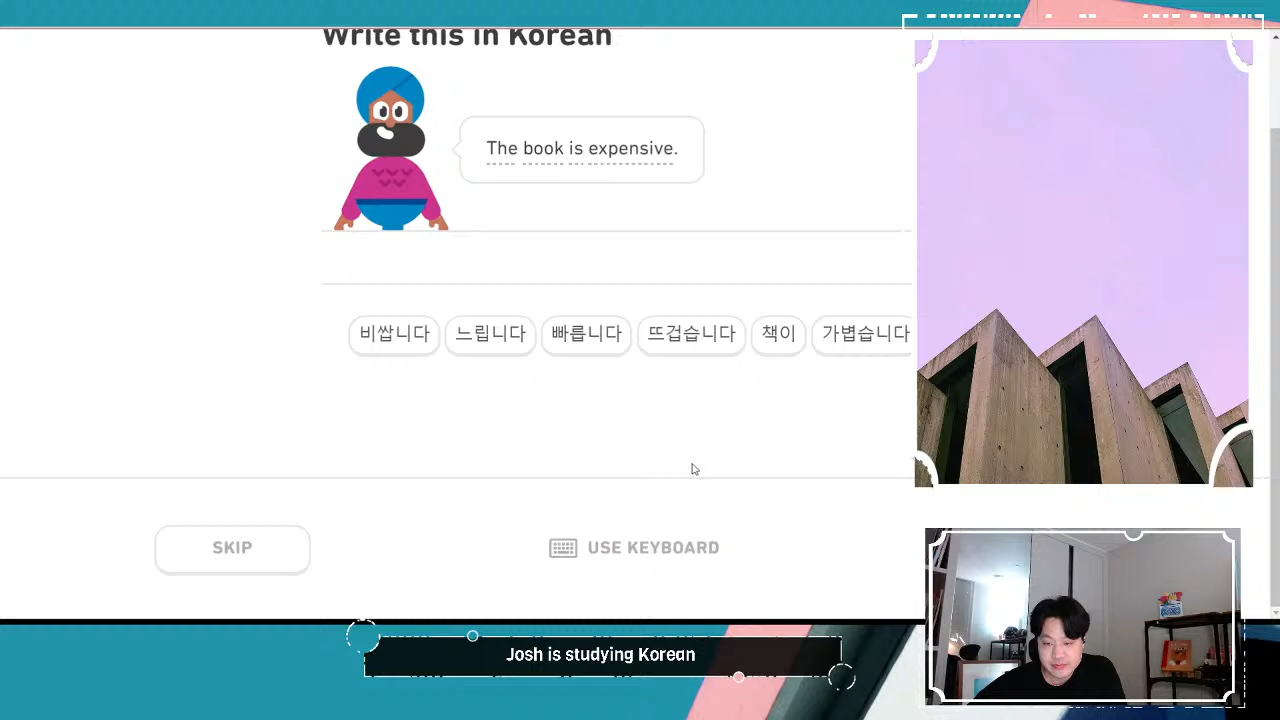 Write this in Korean
The book is expensive.
비쌉니다 느립니다 빠릅니다 뜨겁습니다 책이 가볍습니다
SKIP USE KEYBOARD
Josh is studying Korean